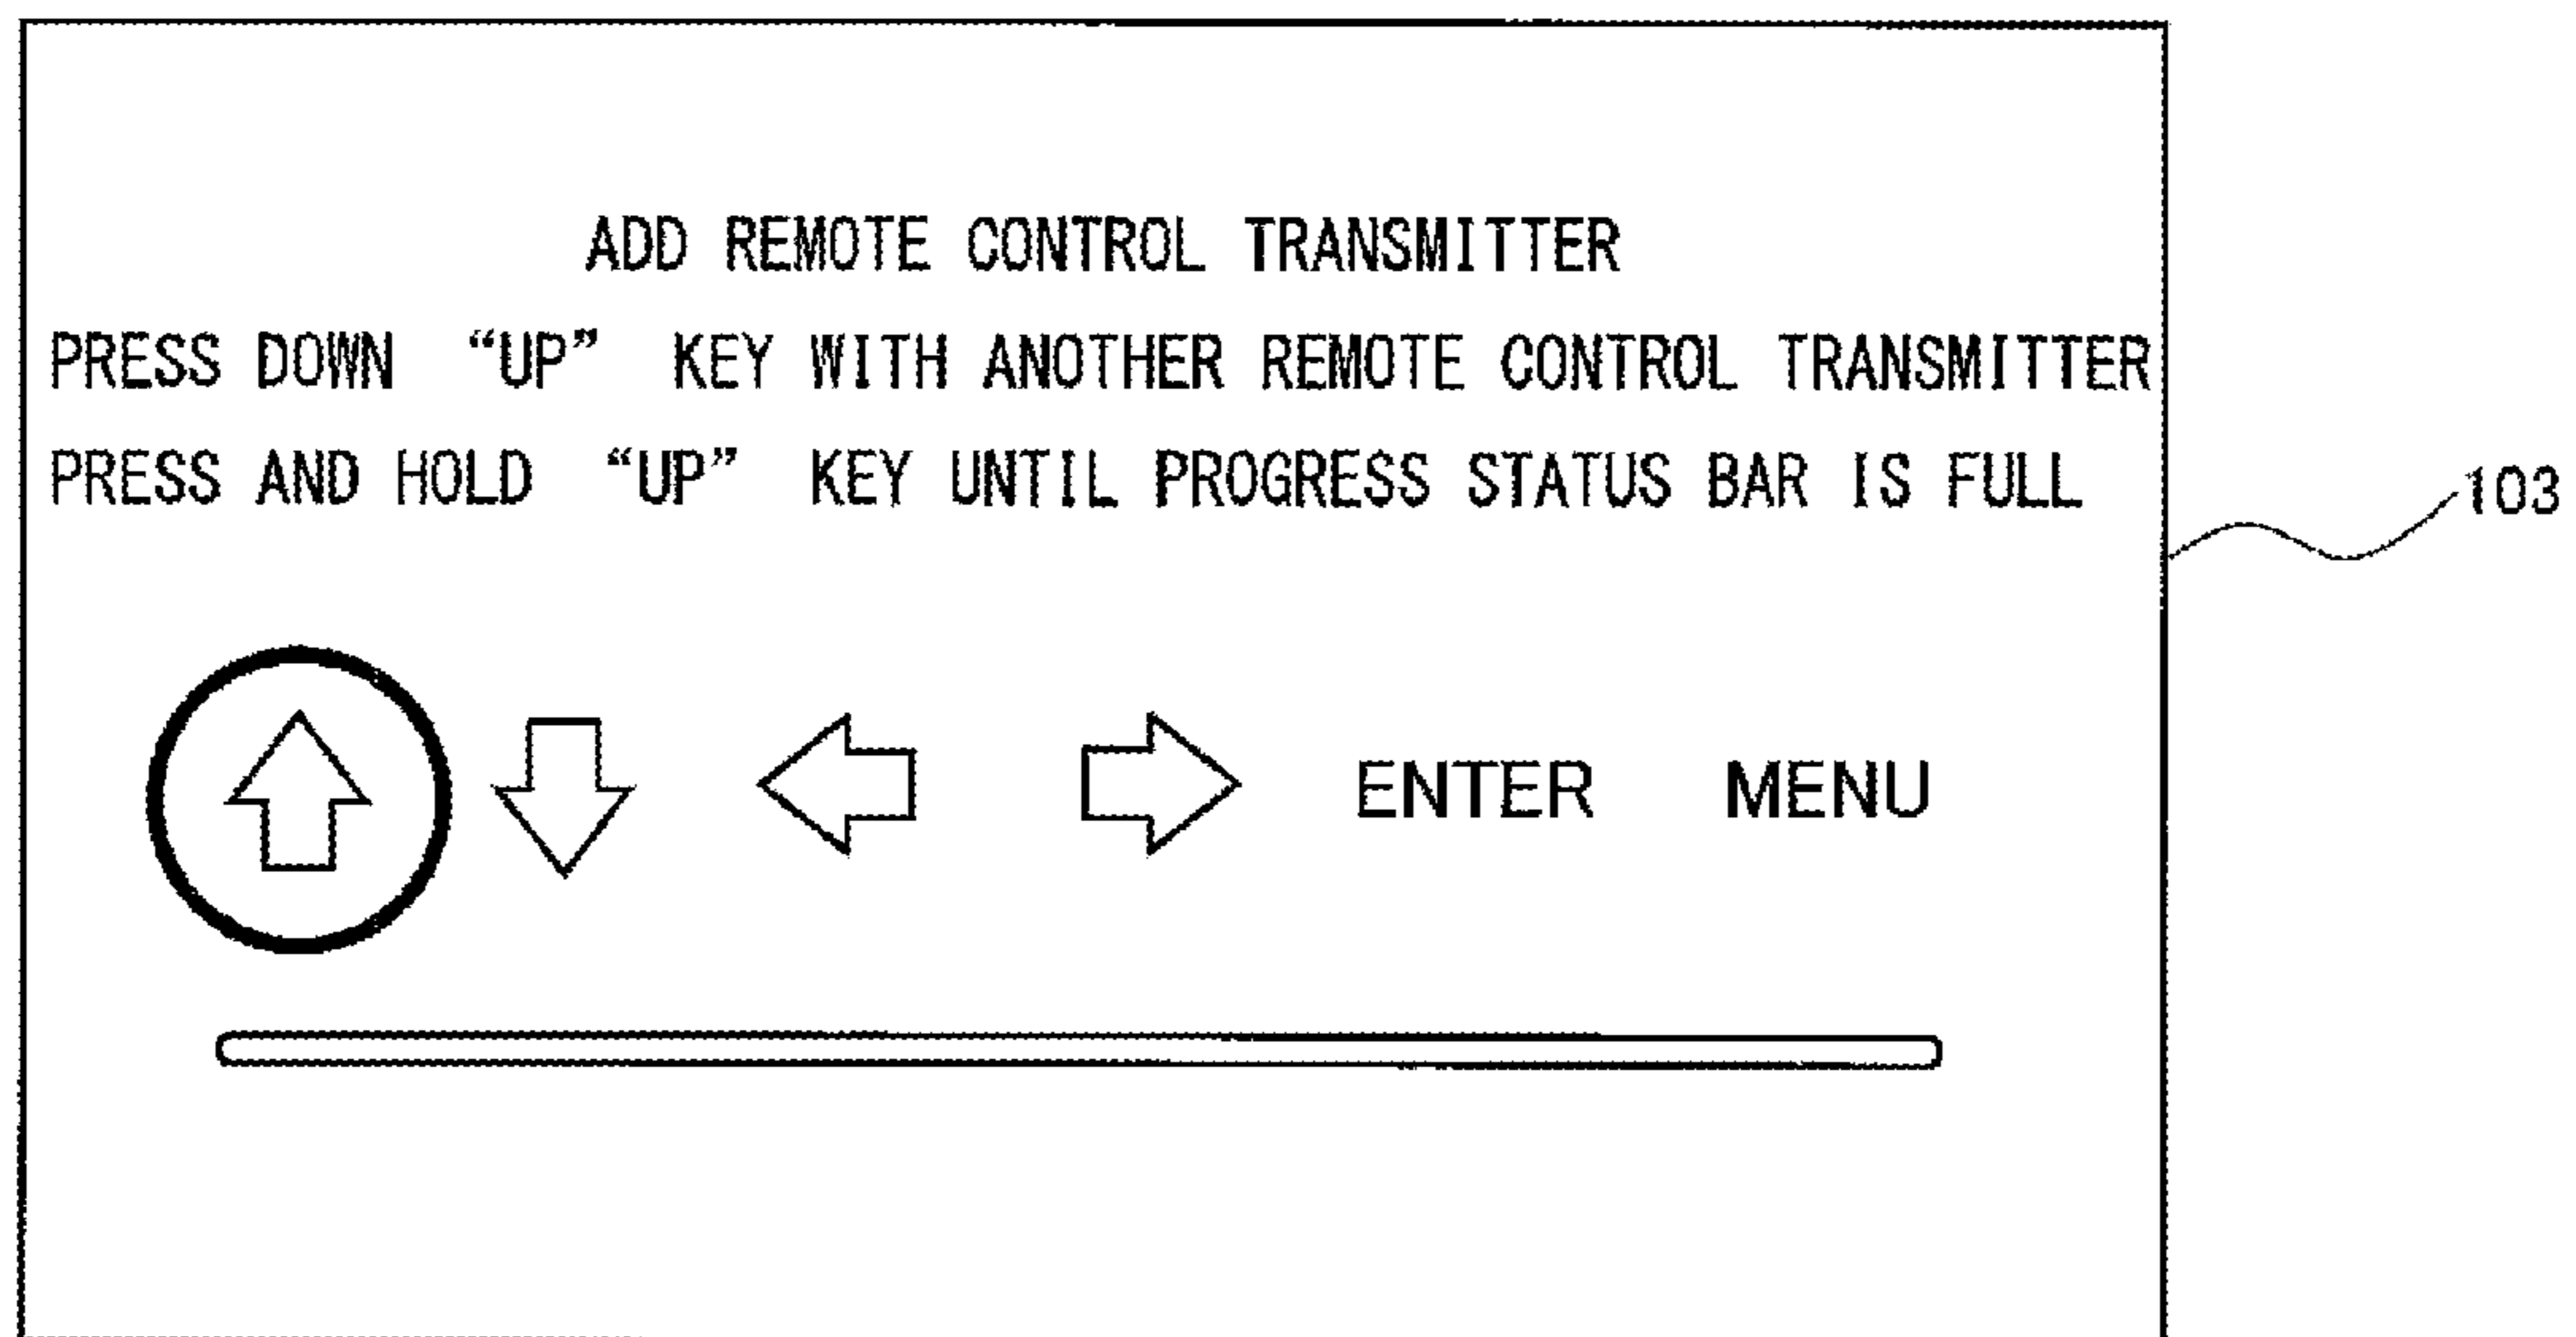 ADD REMOTE CONTROL TRANSMITTER
PRESS DOWN “UP” KEY WITH ANOTHER REMOTE CONTROL TRANSMITTER
PRESS AND HOLD “UP” KEY UNTIL PROGRESS STATUS BAR IS FULL
103
ENTER MENU